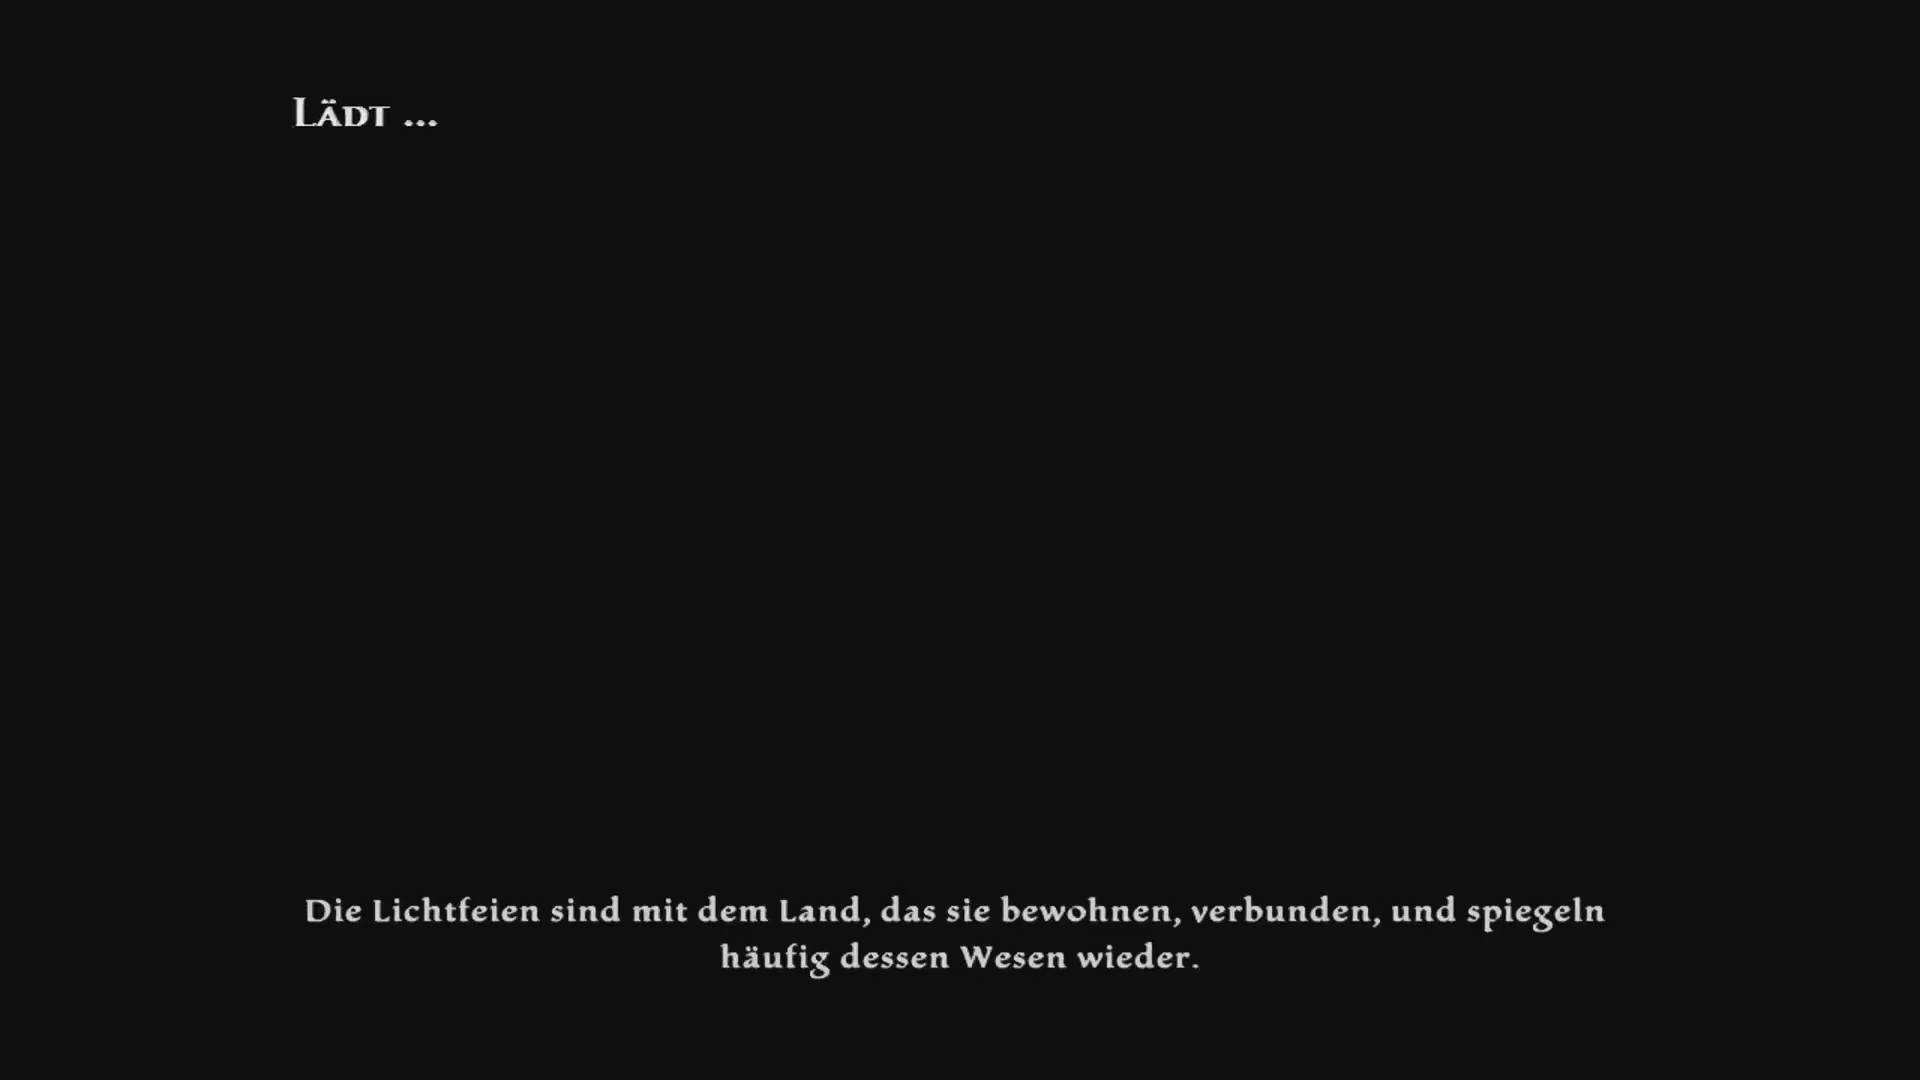 Lädt ...
Die Lichtfeien sind mit dem Land, das sie bewohnen, verbunden, und spiegeln
häufig dessen Wesen wieder.